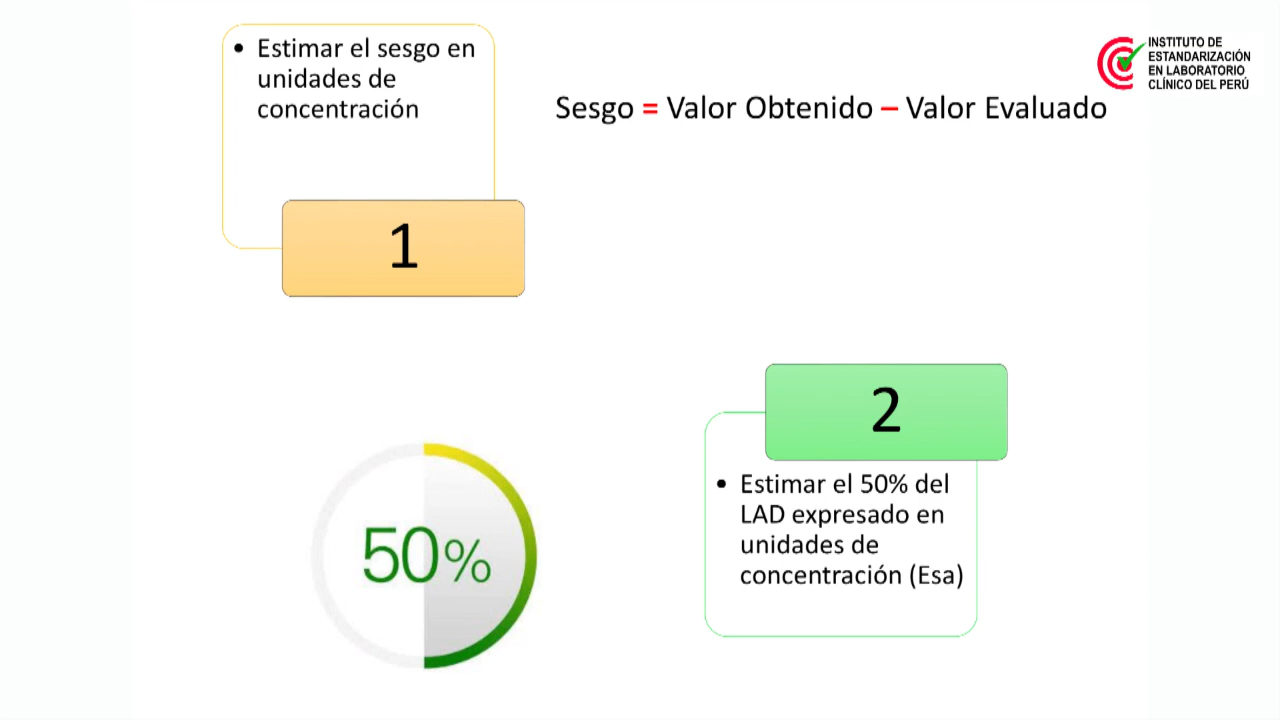 • Estimar el sesgo en
unidades de
concentración
1
Sesgo = Valor Obtenido – Valor Evaluado
INSTITUTO DE
ESTANDARIZACIÓN
EN LABORATORIO
CLÍNICO DEL PERÚ
50%
2
• Estimar el 50% del
LAD expresado en
unidades de
concentración (Esa)